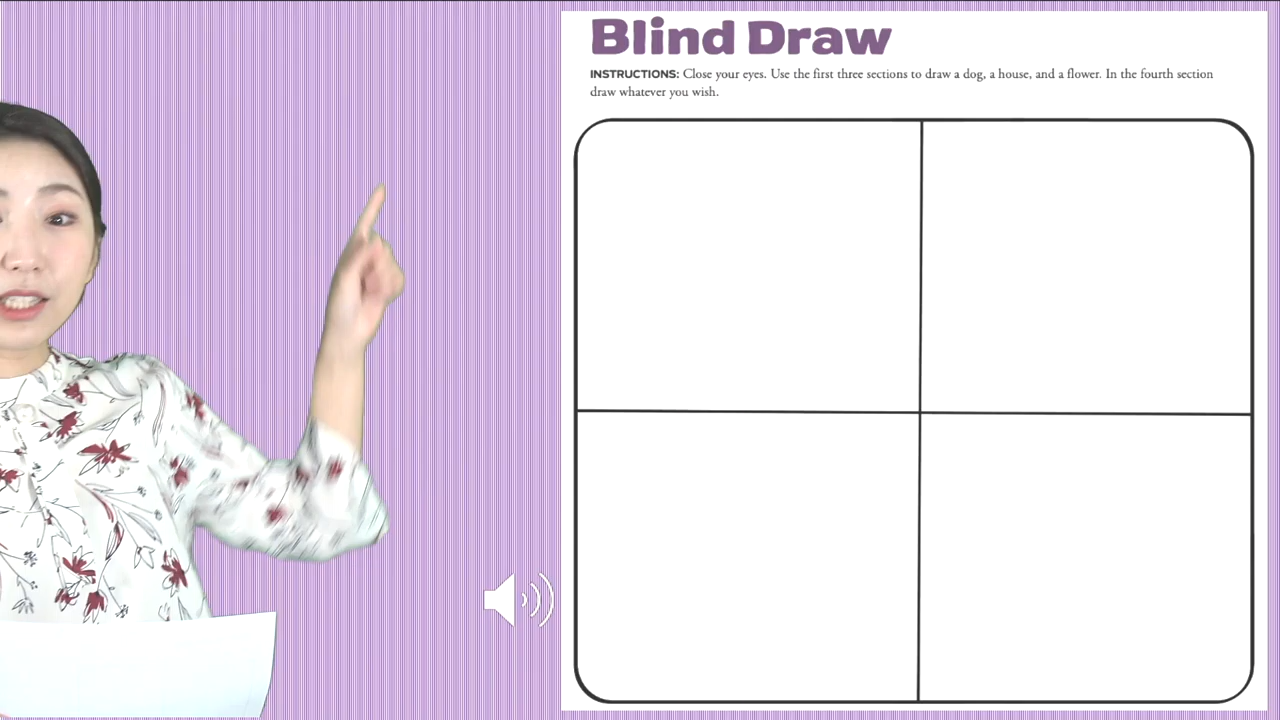 Blind Draw
INSTRUCTIONS: Close your eyes. Use the first three sections to draw a dog, a house, and a flower. In the fourth section
draw whatever you wish.